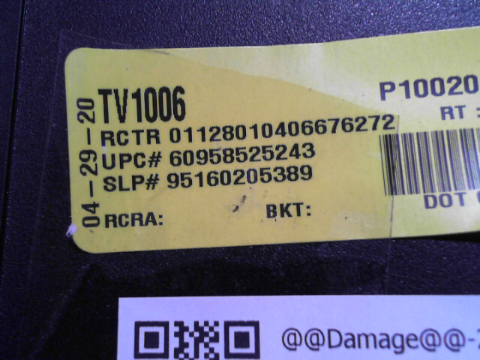 04-29-20
TV1006
RCTR 01128010406676272
UPC# 60958525243
SLP# 95160205389
RCRA: BKT:
P10020
RT :
DOT
@@Damage@@-